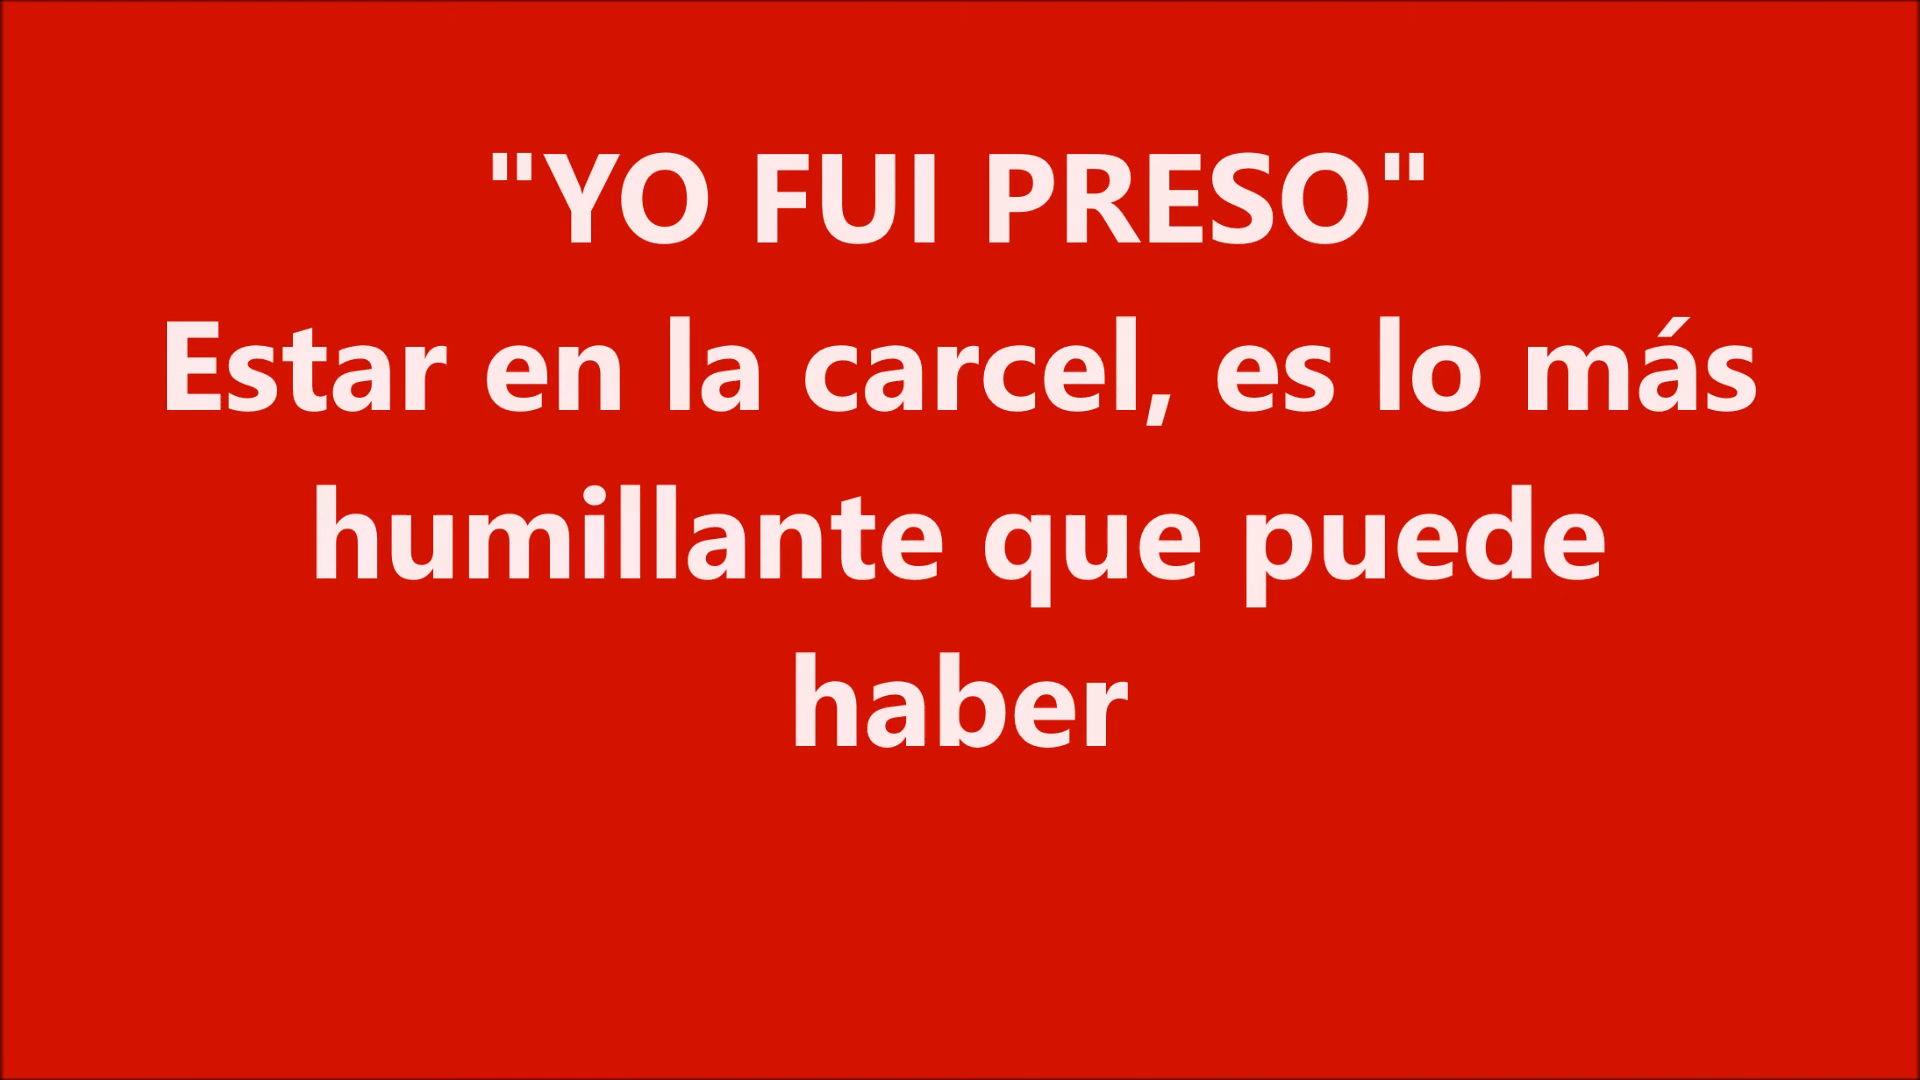 "YO FUI PRESO"
Estar en la carcel, es lo más
humillante que puede
haber